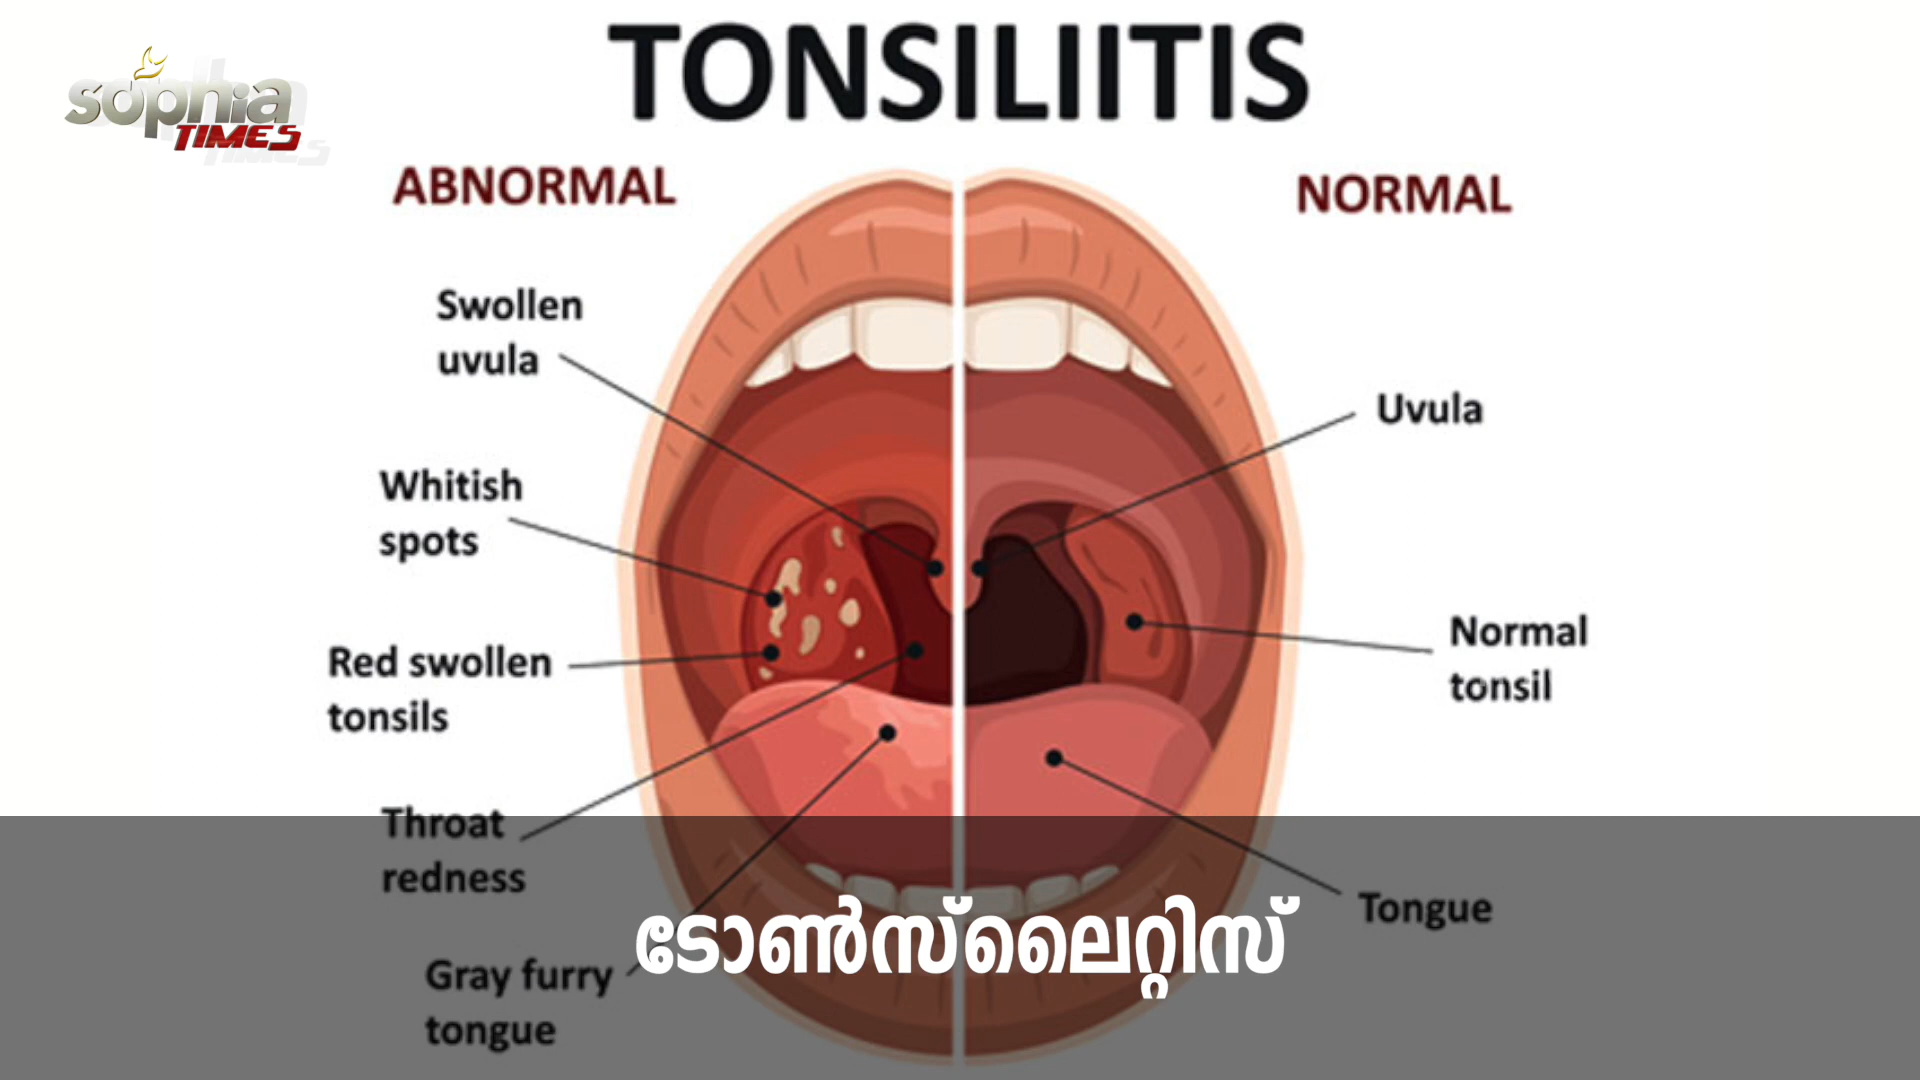 TONSILIITIS
sophia
TIMES
ABNORMAL
NORMAL
Swollen
uvula
Whitish
spots
Red swollen
tonsils
Throat
redness
Gray furry
tongue
Uvula
Normal
tonsil
Tongue
ടോൺസ്ലൈറ്റിസ്